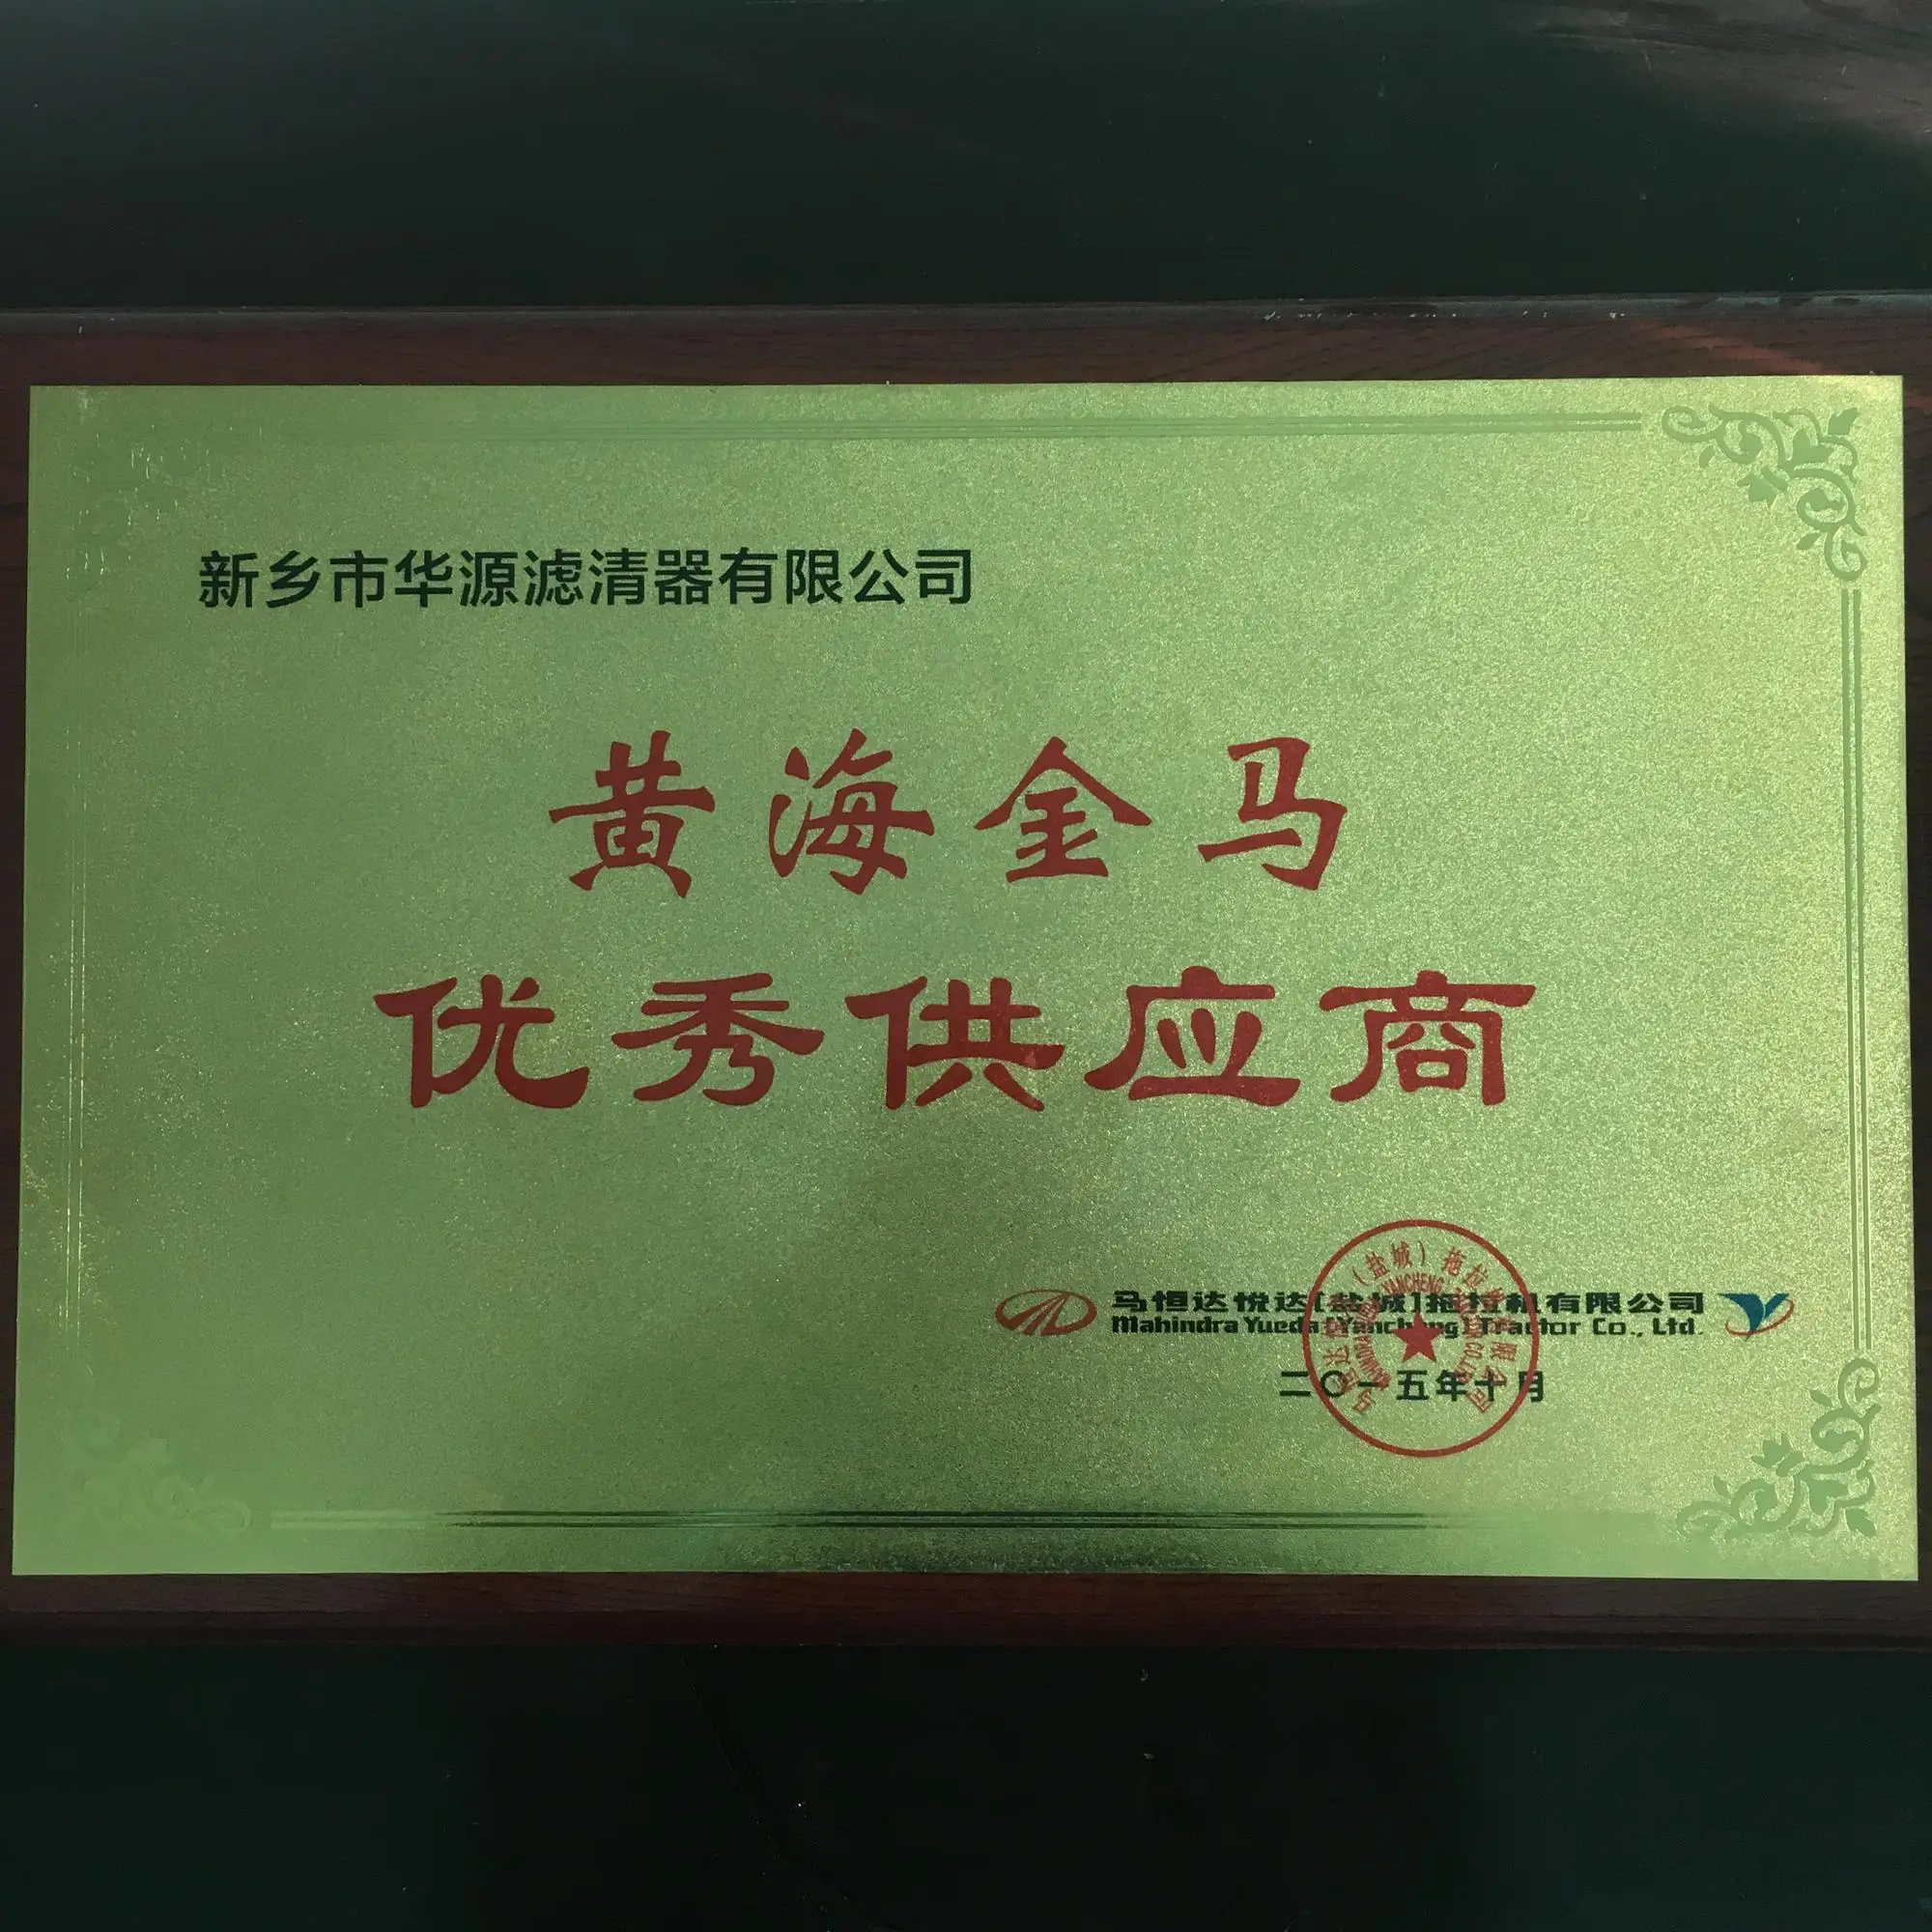 新乡市华源滤清器有限公司
黄海金马
优秀供应商
马恒达悦达[盐城]拖拉机有限公司
Mahindra Yueda [Yancheng] Tractor Co., Ltd.
二〇一五年十月